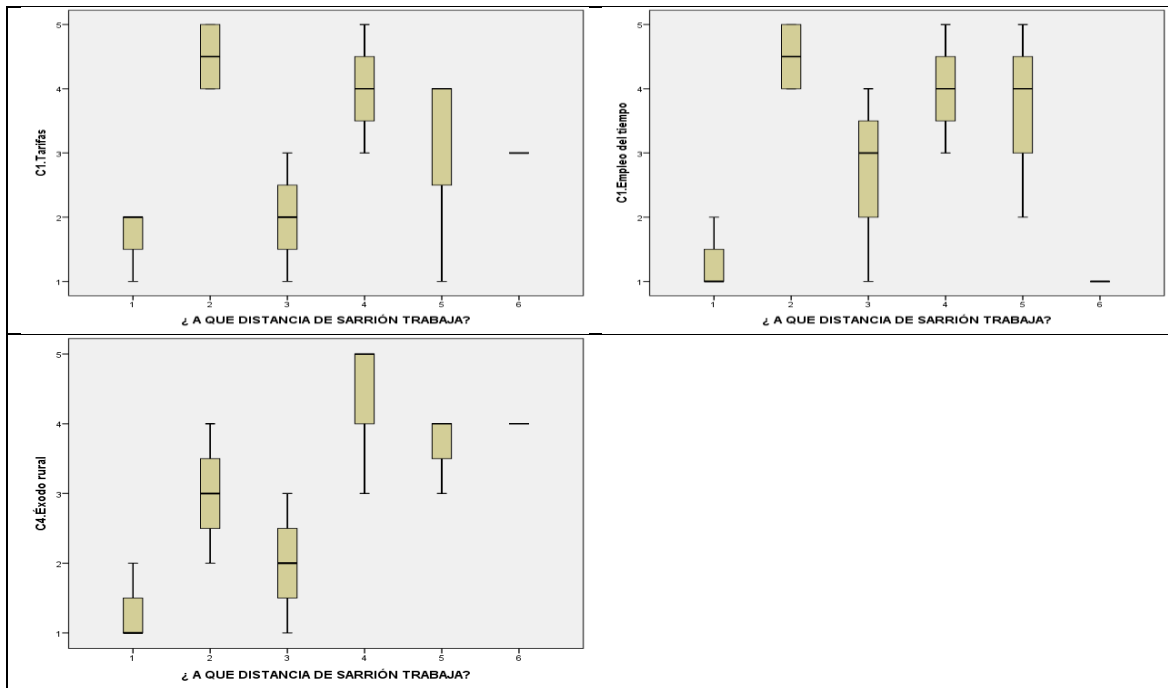 C1.Tarifas
5
4
3
2
1
1 2 3 4 5 6
¿ A QUE DISTANCIA DE SARRIÓN TRABAJA?
C1.Empleo del tiempo
5
4
3
2
1
1 2 3 4 5 6
¿ A QUE DISTANCIA DE SARRIÓN TRABAJA?
C4.Éxodo rural
5
4
3
2
1
1 2 3 4 5 6
¿ A QUE DISTANCIA DE SARRIÓN TRABAJA?